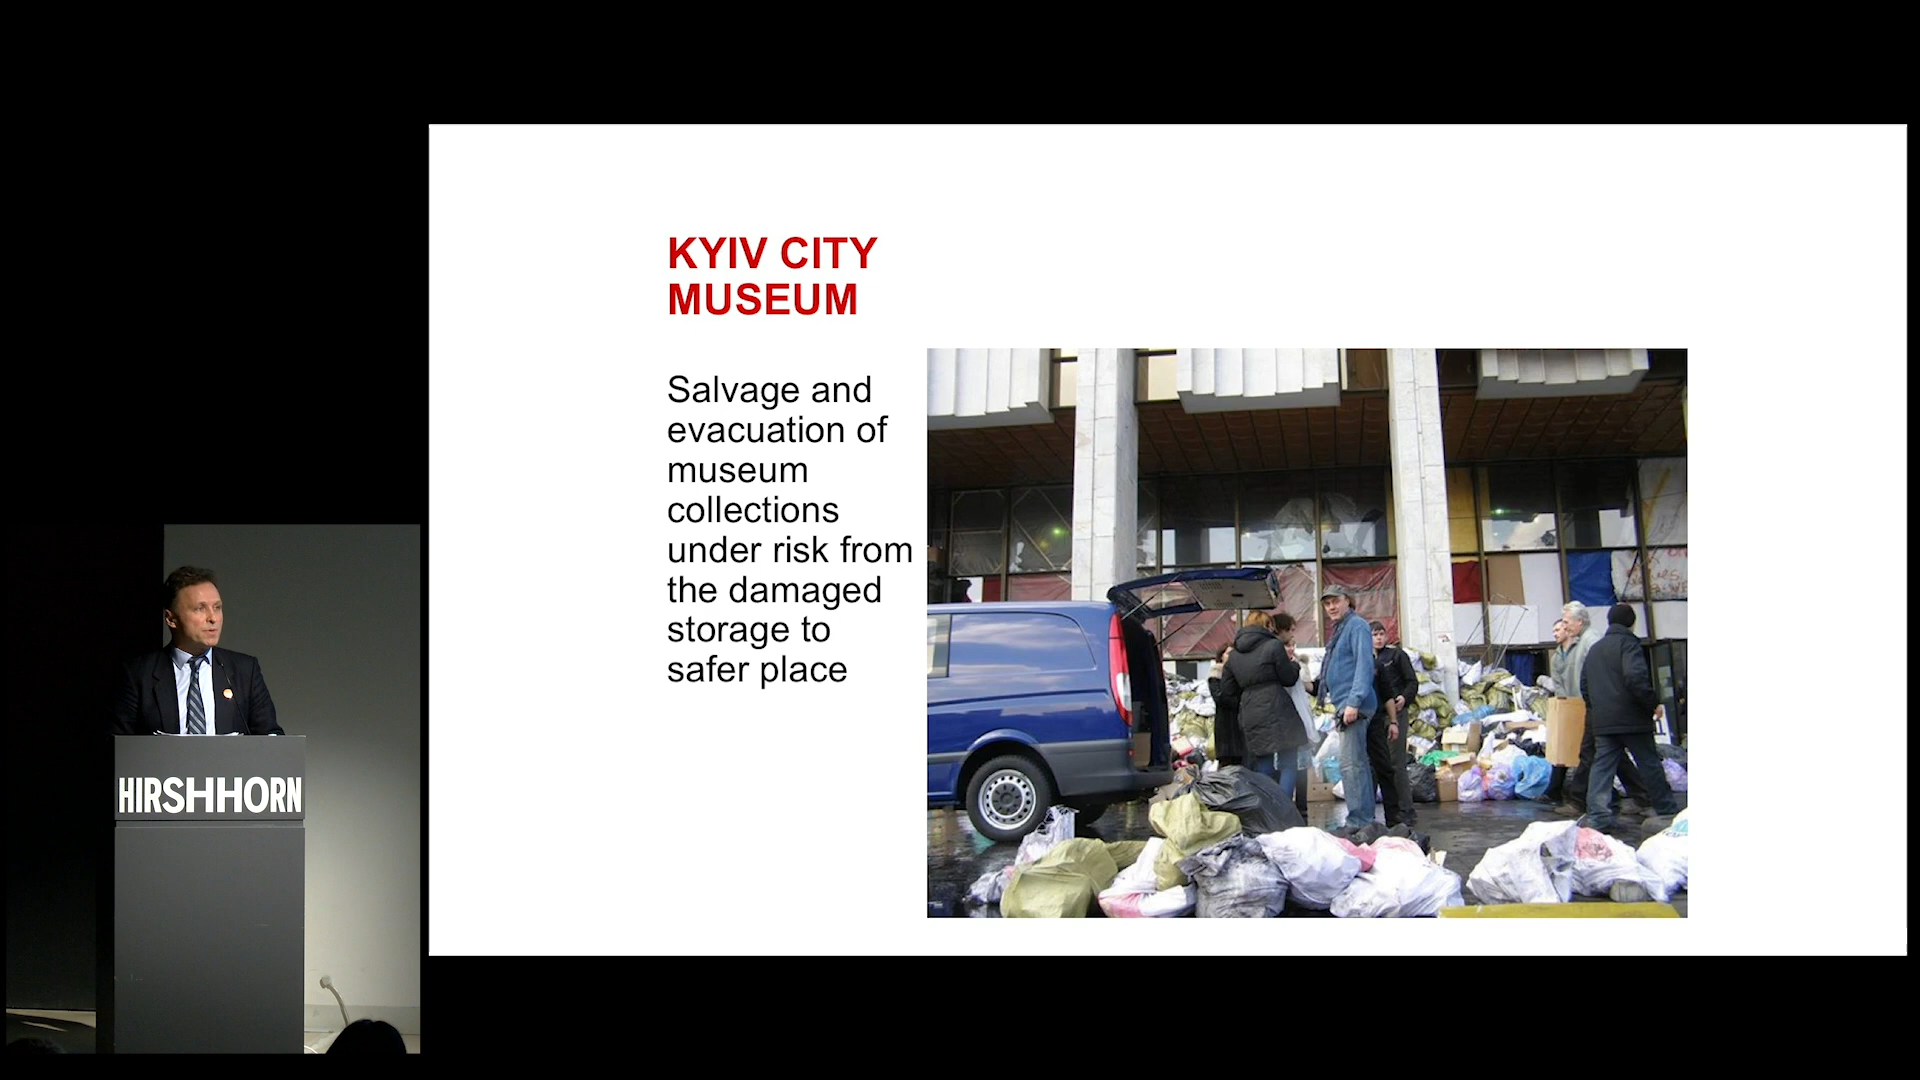 KYIV CITY
MUSEUM
Salvage and
evacuation of
museum
collections
under risk from
the damaged
storage to
safer place
HIRSHHORN